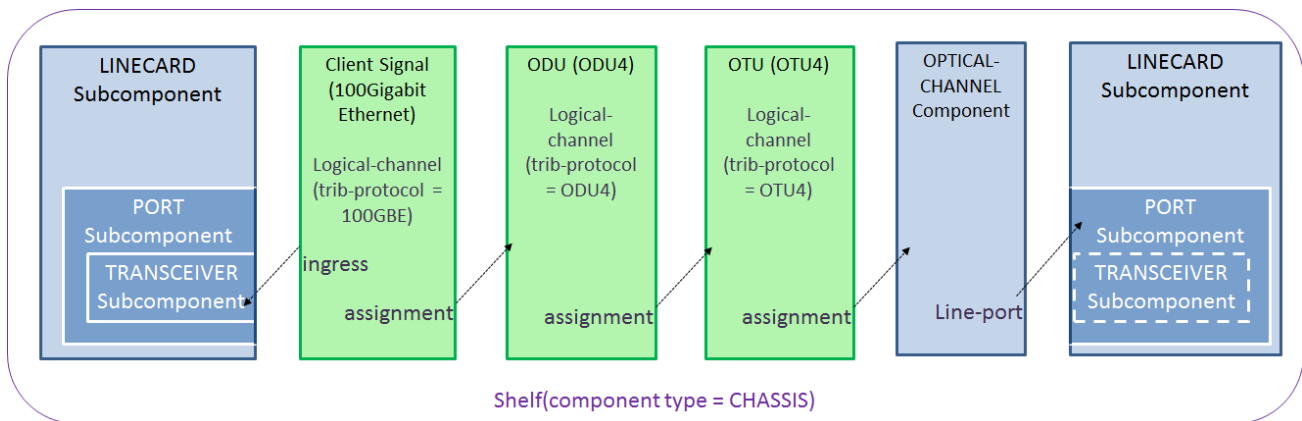 LINECARD
Subcomponent
PORT
Subcomponent
TRANSCEIVER
Subcomponent
Client Signal
(100Gigabit
Ethernet)
Logical-channel
(trib-protocol =
100GBE)
ingress
assignment
ODU (ODU4)
Logical-
channel
(trib-protocol
= ODU4)
assignment
OTU (OTU4)
Logical-
channel
(trib-protocol
= OTU4)
assignment
OPTICAL-
CHANNEL
Component
Line-port
LINECARD
Subcomponent
PORT
Subcomponent
TRANSCEIVER
Subcomponent
Shelf(component type = CHASSIS)